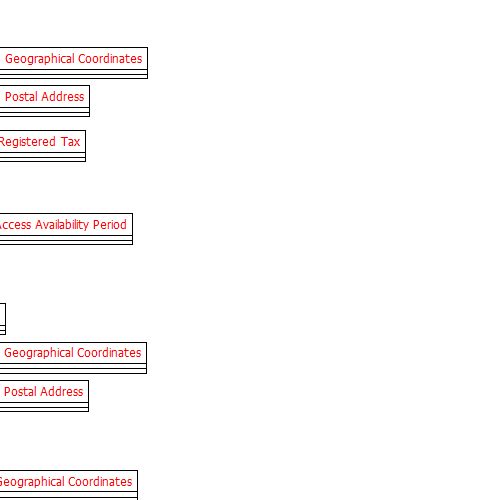 Geographical Coordinates
Postal Address
Registered Tax
Access Availability Period
Geographical Coordinates
Postal Address
Geographical Coordinates